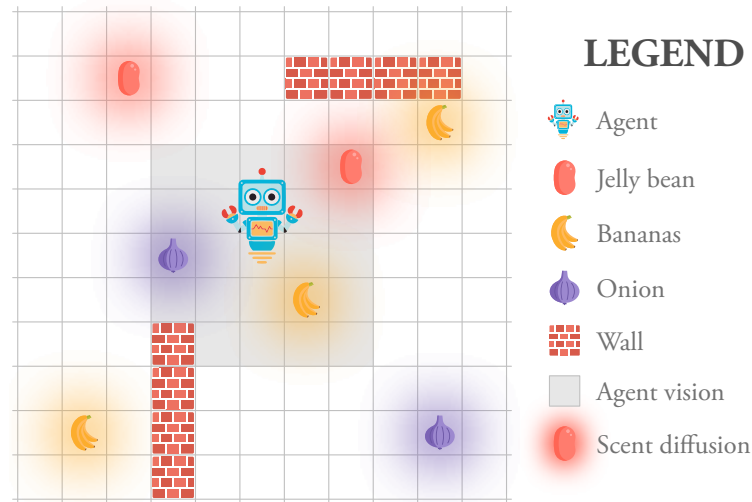 LEGEND
Agent
Jelly bean
Bananas
Onion
Wall
Agent vision
Scent diffusion